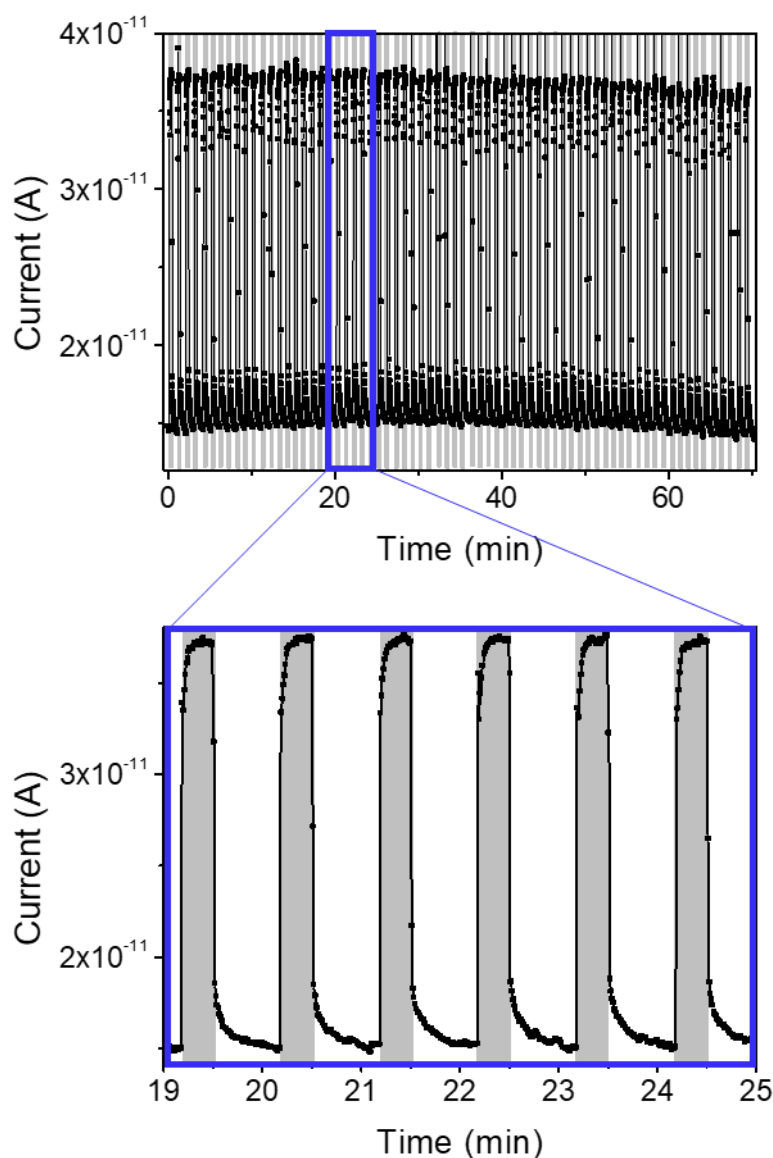 4x10⁻¹¹
3x10⁻¹¹
2x10⁻¹¹
Current (A)
0 20 40 60
Time (min)
3x10⁻¹¹
2x10⁻¹¹
Current (A)
19 20 21 22 23 24 25
Time (min)